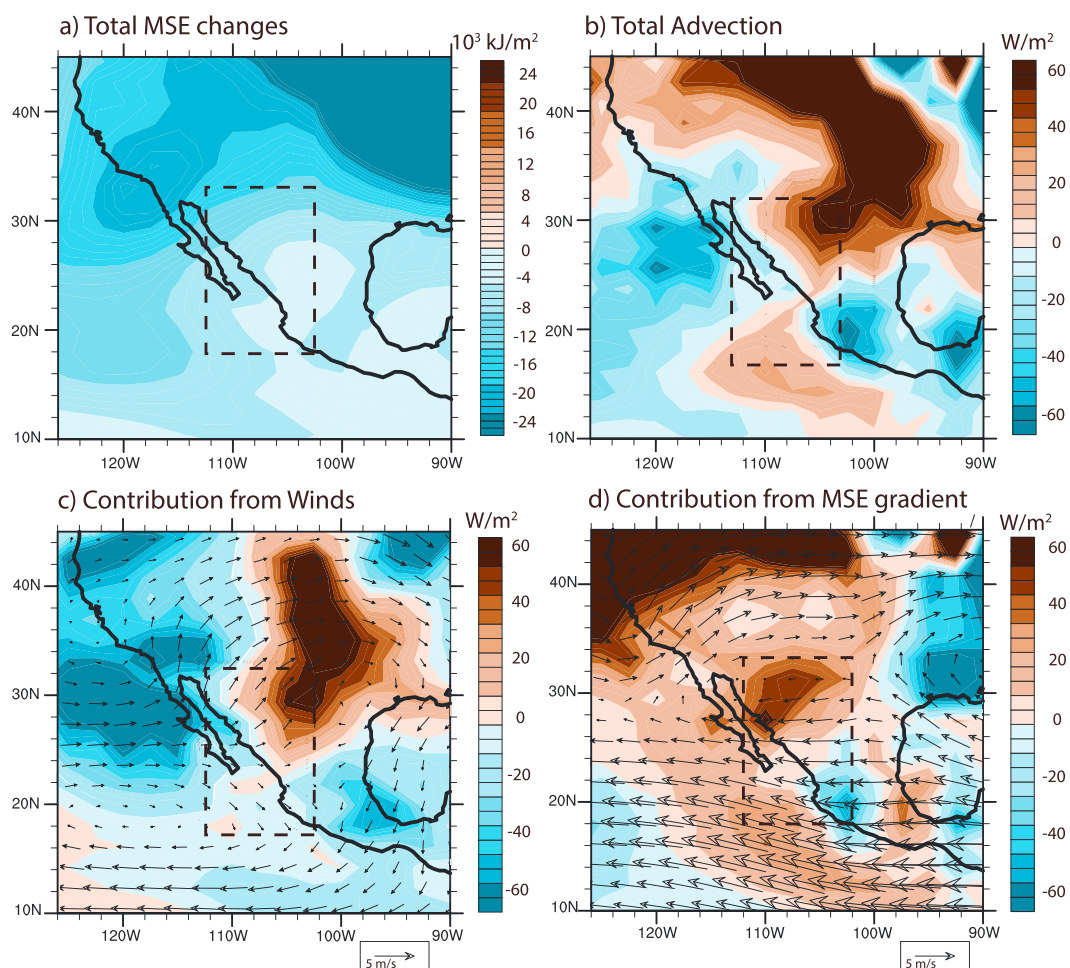 a) Total MSE changes
10³ kJ/m²
40N
30N
20N
10N
120W
110W
100W
90W
24
20
16
12
8
4
0
-4
-8
-12
-16
-20
-24
b) Total Advection
W/m²
40N
30N
20N
10N
120W
110W
100W
90W
60
40
20
0
-20
-40
-60
c) Contribution from Winds
W/m²
40N
30N
20N
10N
120W
110W
100W
90W
60
40
20
0
-20
-40
-60
5 m/s
d) Contribution from MSE gradient
W/m²
40N
30N
20N
10N
120W
110W
100W
90W
60
40
20
0
-20
-40
-60
5 m/s